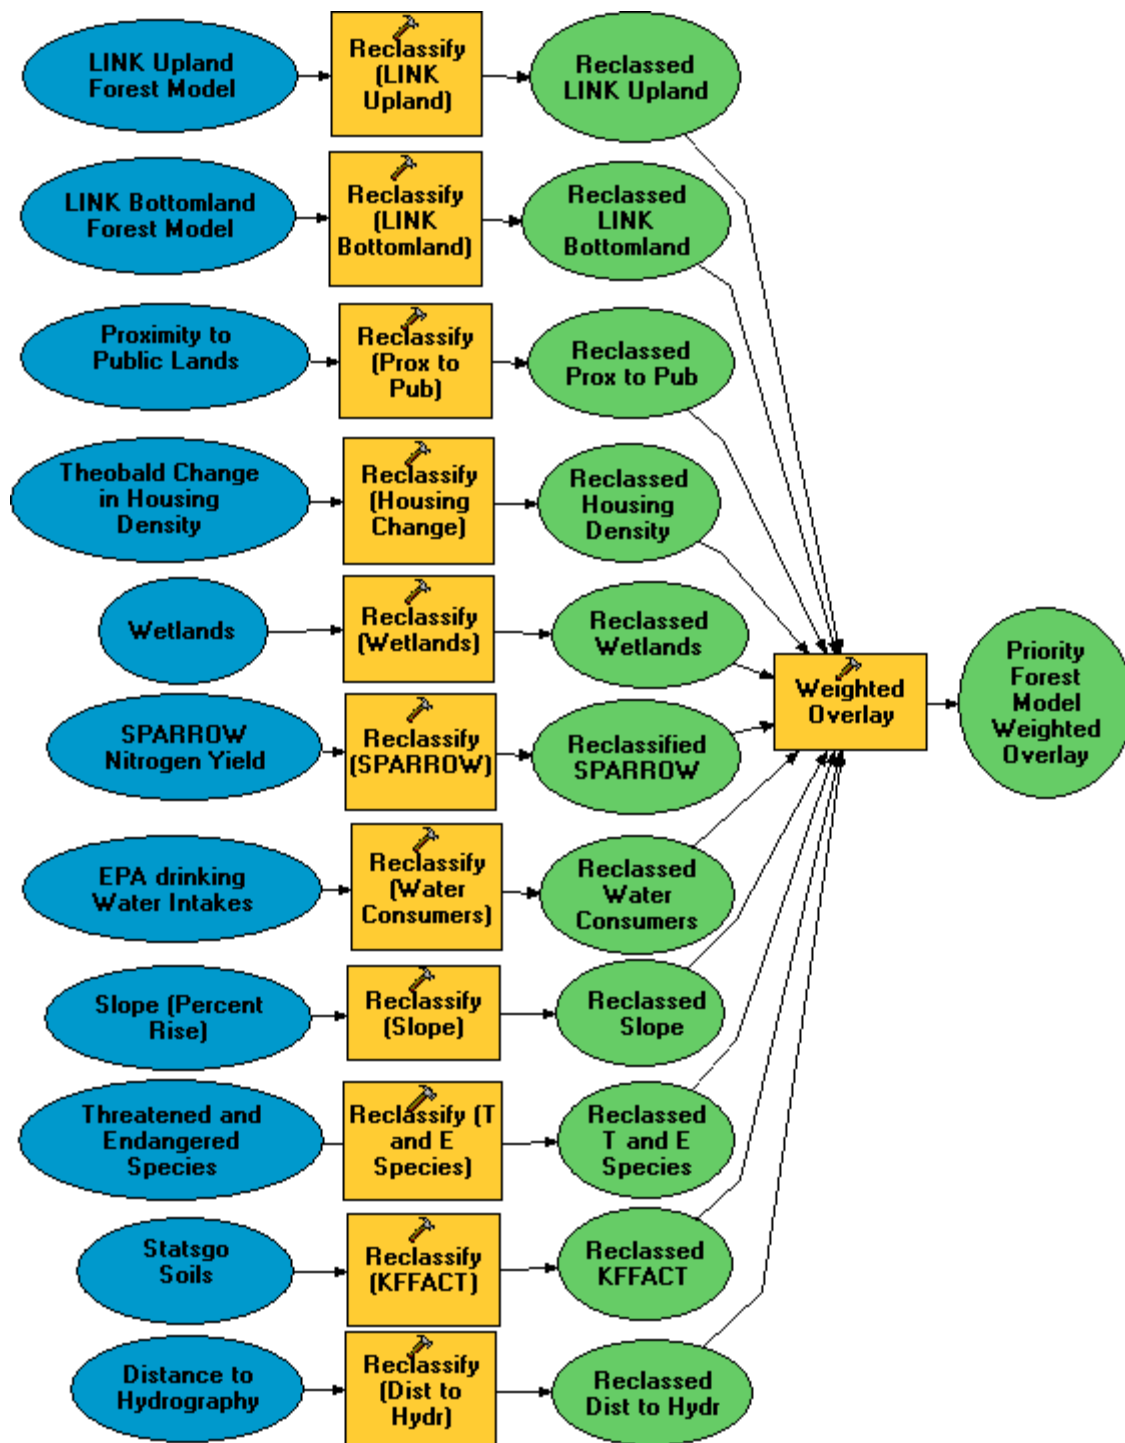 LINK Upland
Forest Model
Reclassify
(LINK
Upland)
Reclassed
LINK Upland
LINK Bottomland
Forest Model
Reclassify
(LINK
Bottomland)
Reclassed
LINK
Bottomland
Proximity to
Public Lands
Reclassify
(Prox to
Pub)
Reclassed
Prox to Pub
Theobald Change
in Housing
Density
Reclassify
(Housing
Change)
Reclassed
Housing
Density
Wetlands
Reclassify
(Wetlands)
Reclassed
Wetlands
SPARROW
Nitrogen Yield
Reclassify
(SPARROW)
Reclassified
SPARROW
EPA drinking
Water Intakes
Reclassify
(Water
Consumers)
Reclassed
Water
Consumers
Slope (Percent
Rise)
Reclassify
(Slope)
Reclassed
Slope
Threatened and
Endangered
Species
Reclassify (T
and E
Species)
Reclassed
T and E
Species
Statsgo
Soils
Reclassify
(KFFACT)
Reclassed
KFFACT
Distance to
Hydrography
Reclassify
(Dist to
Hydr)
Reclassed
Dist to Hydr
Weighted
Overlay
Priority
Forest
Model
Weighted
Overlay